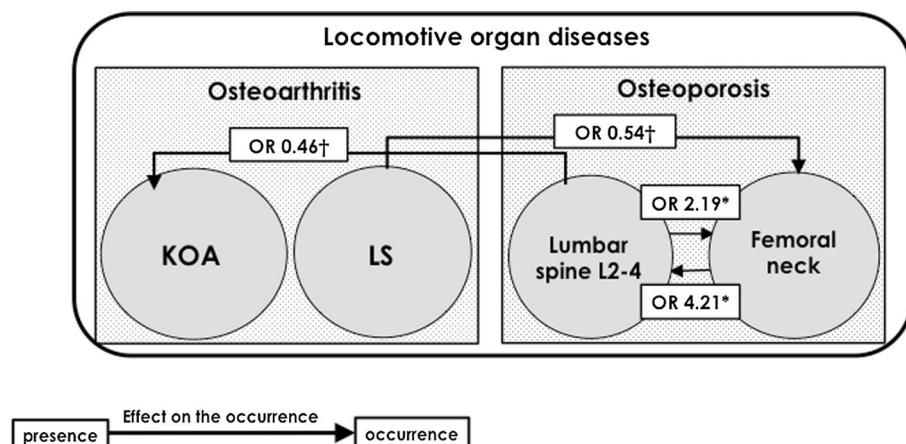 Locomotive organ diseases
Osteoarthritis
Osteoporosis
OR 0.46†
OR 0.54†
KOA
LS
OR 2.19*
Lumbar
spine L2-4
Femoral
neck
OR 4.21*
Effect on the occurrence
presence
occurrence